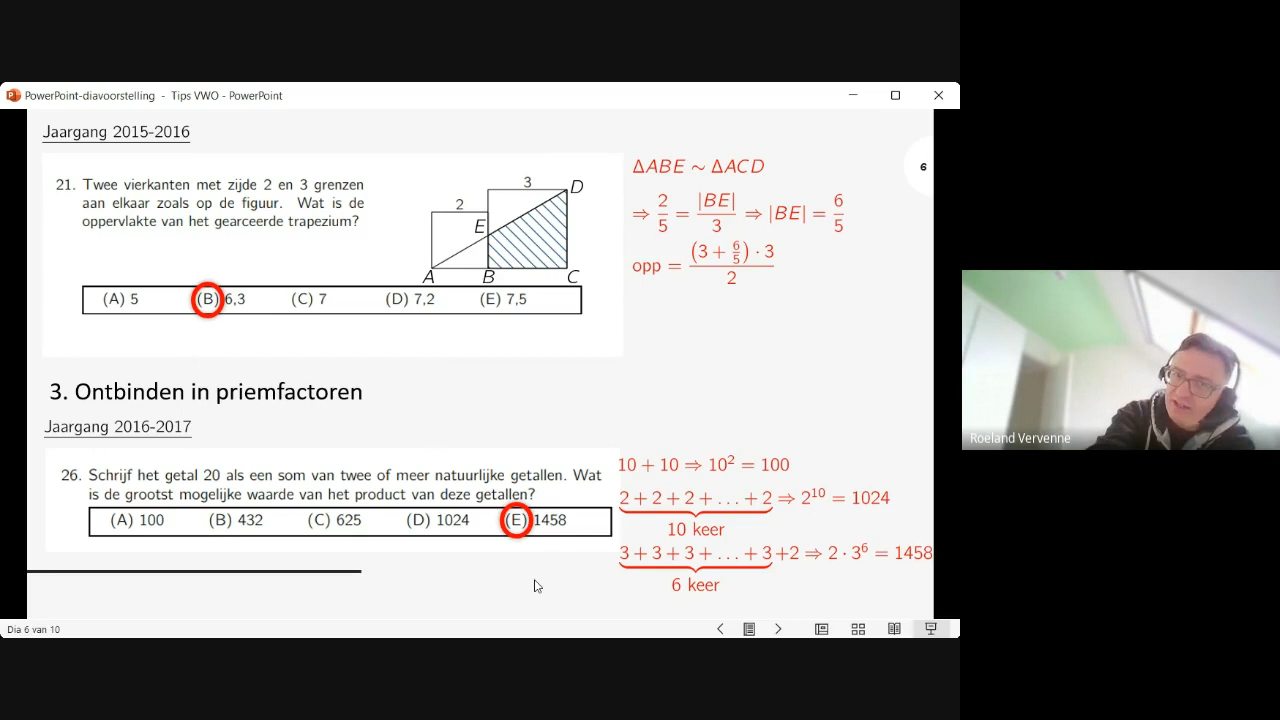 PowerPoint-diavoorstelling - Tips VWO - PowerPoint
Jaargang 2015-2016
6
21. Twee vierkanten met zijde 2 en 3 grenzen
aan elkaar zoals op de figuur. Wat is de
oppervlakte van het gearceerde trapezium?
3
D
2
E
A B C
(A) 5 (B) 6,3 (C) 7 (D) 7,2 (E) 7,5
ΔABE ∼ ΔACD
⇒ 2/5 = |BE|/3 ⇒ |BE| = 6/5
opp = (3 + 6/5) · 3 / 2
3. Ontbinden in priemfactoren
Jaargang 2016-2017
26. Schrijf het getal 20 als een som van twee of meer natuurlijke getallen. Wat
is de grootst mogelijke waarde van het product van deze getallen?
(A) 100 (B) 432 (C) 625 (D) 1024 (E) 1458
10 + 10 ⇒ 10² = 100
2 + 2 + 2 + . . . + 2 ⇒ 2¹⁰ = 1024
10 keer
3 + 3 + 3 + . . . + 3 + 2 ⇒ 2 · 3⁶ = 1458
6 keer
Dia 6 van 10
Roeland Vervenne